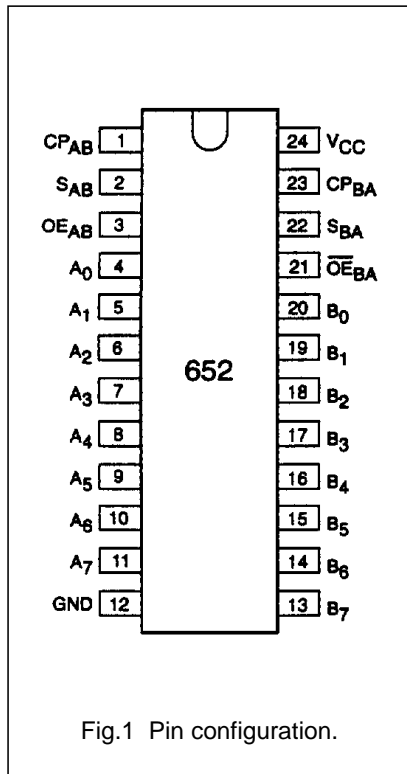 CP_AB 1 24 V_CC
S_AB 2 23 CP_BA
OE_AB 3 22 S_BA
A_0 4 21 O̅E̅_BA
A_1 5 20 B_0
A_2 6 19 B_1
A_3 7 18 B_2
652
A_4 8 17 B_3
A_5 9 16 B_4
A_6 10 15 B_5
A_7 11 14 B_6
GND 12 13 B_7
Fig.1 Pin configuration.